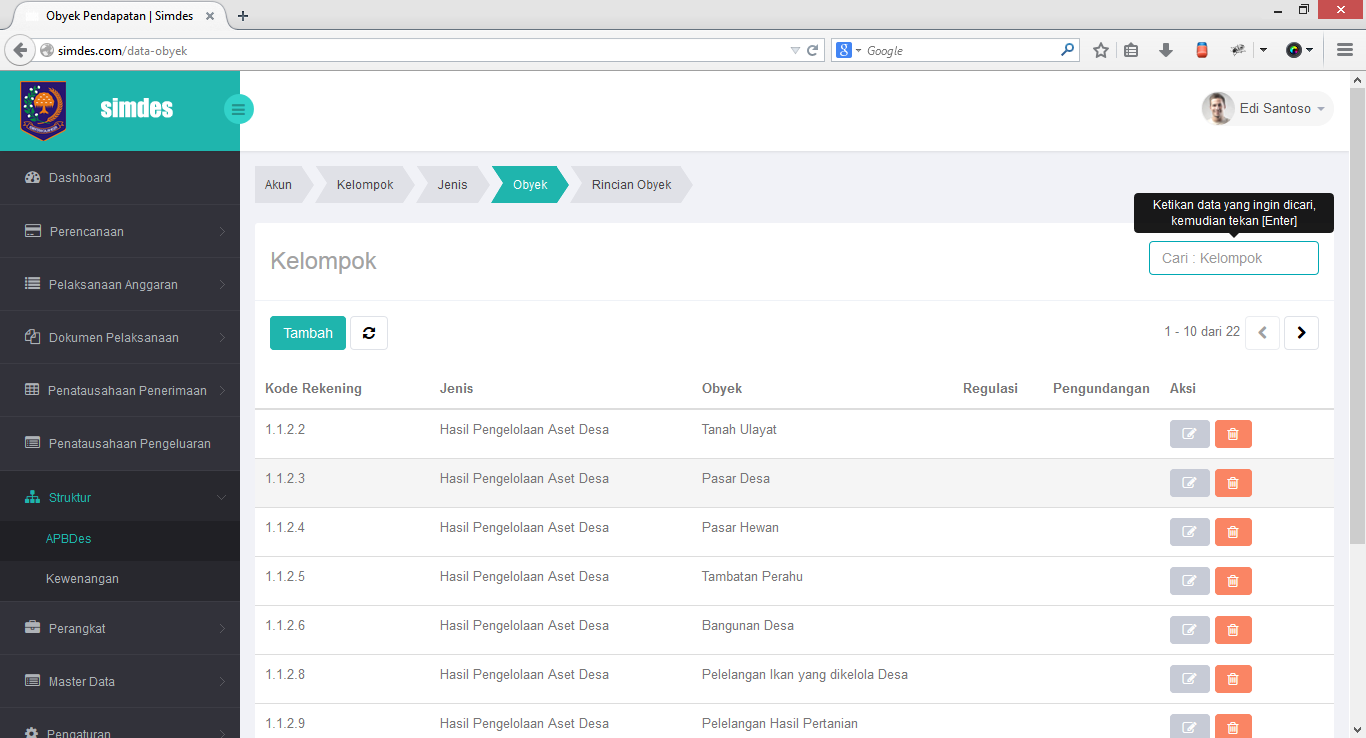 Obyek Pendapatan | Simdes
simdes.com/data-obyek
Google
simdes
Edi Santoso
Dashboard
Perencanaan
Pelaksanaan Anggaran
Dokumen Pelaksanaan
Penatausahaan Penerimaan
Penatausahaan Pengeluaran
Struktur
APBDes
Kewenangan
Perangkat
Master Data
Pengaturan
Akun
Kelompok
Jenis
Obyek
Rincian Obyek
Ketikan data yang ingin dicari,
kemudian tekan [Enter]
Kelompok
Cari : Kelompok
Tambah
1 - 10 dari 22
Kode Rekening Jenis Obyek Regulasi Pengundangan Aksi
1.1.2.2 Hasil Pengelolaan Aset Desa Tanah Ulayat
1.1.2.3 Hasil Pengelolaan Aset Desa Pasar Desa
1.1.2.4 Hasil Pengelolaan Aset Desa Pasar Hewan
1.1.2.5 Hasil Pengelolaan Aset Desa Tambatan Perahu
1.1.2.6 Hasil Pengelolaan Aset Desa Bangunan Desa
1.1.2.8 Hasil Pengelolaan Aset Desa Pelelangan Ikan yang dikelola Desa
1.1.2.9 Hasil Pengelolaan Aset Desa Pelelangan Hasil Pertanian